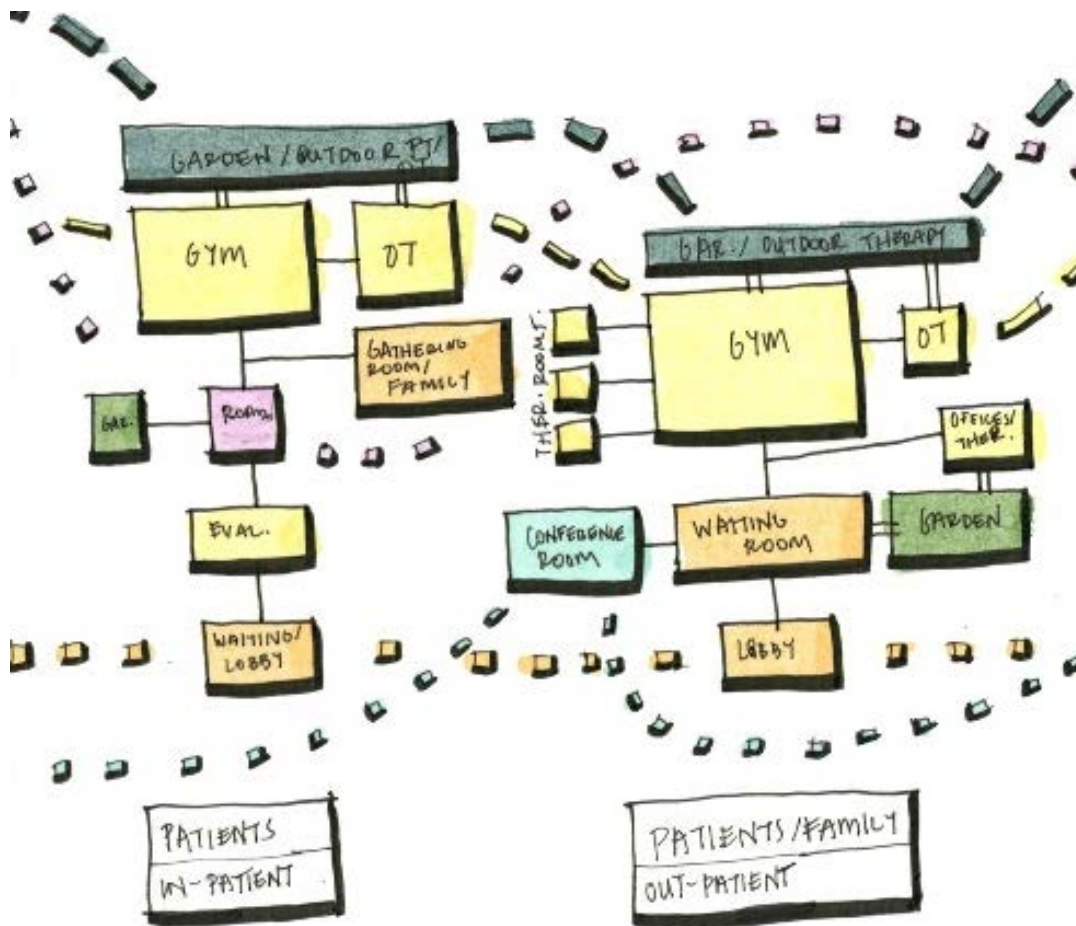 GARDEN / OUTDOOR PT/
OT
GYM
OT
GATHERING
ROOM/
FAMILY
GAR.
ROOM
EVAL.
WAITING/
LOBBY
PATIENTS
IN-PATIENT
GAR./ OUTDOOR THERAPY
THER. ROOMS.
GYM
OT
OFFICES/
THER.
CONFERENCE
ROOM
WAITING
ROOM
GARDEN
LOBBY
PATIENTS/FAMILY
OUT-PATIENT